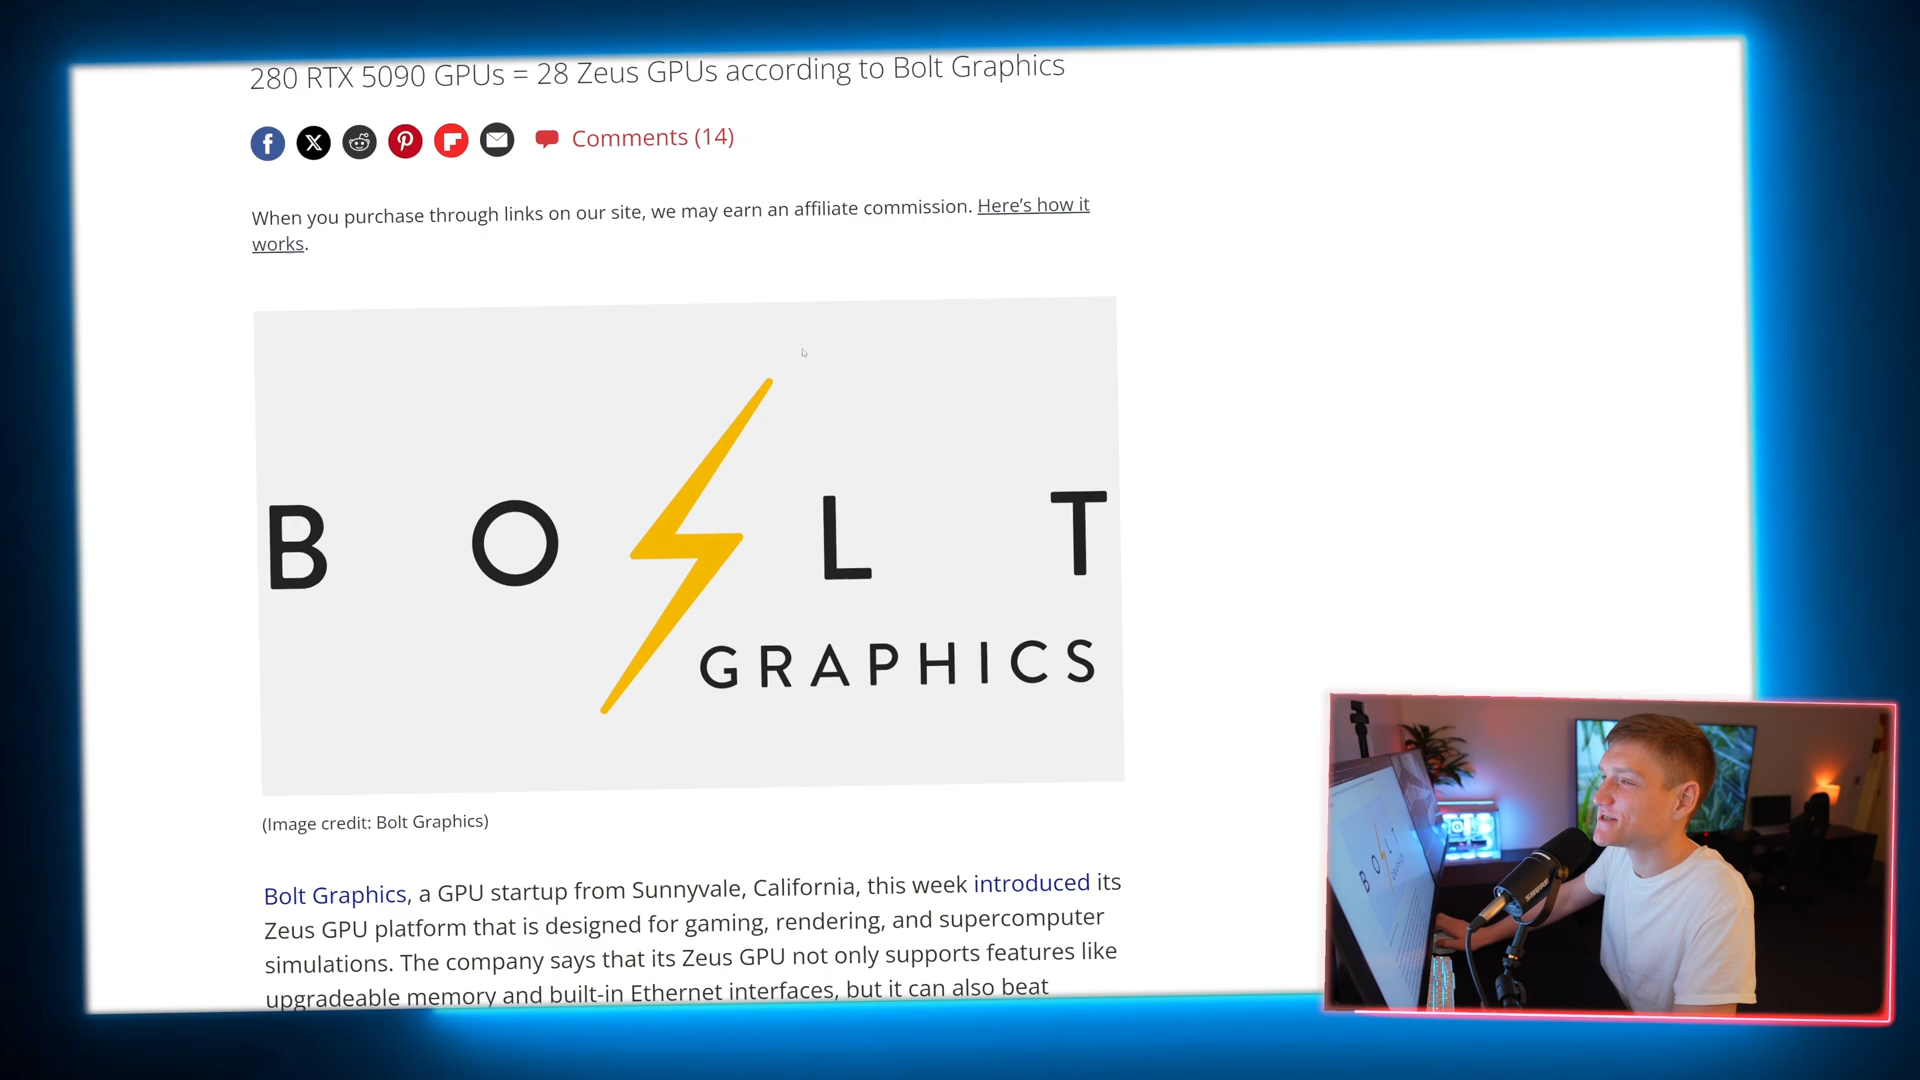 280 RTX 5090 GPUs = 28 Zeus GPUs according to Bolt Graphics
Comments (14)
When you purchase through links on our site, we may earn an affiliate commission. Here's how it
works.
BOLT
GRAPHICS
(Image credit: Bolt Graphics)
Bolt Graphics, a GPU startup from Sunnyvale, California, this week introduced its
Zeus GPU platform that is designed for gaming, rendering, and supercomputer
simulations. The company says that its Zeus GPU not only supports features like
upgradeable memory and built-in Ethernet interfaces, but it can also beat
BOLT
GRAPHICS
SHURE